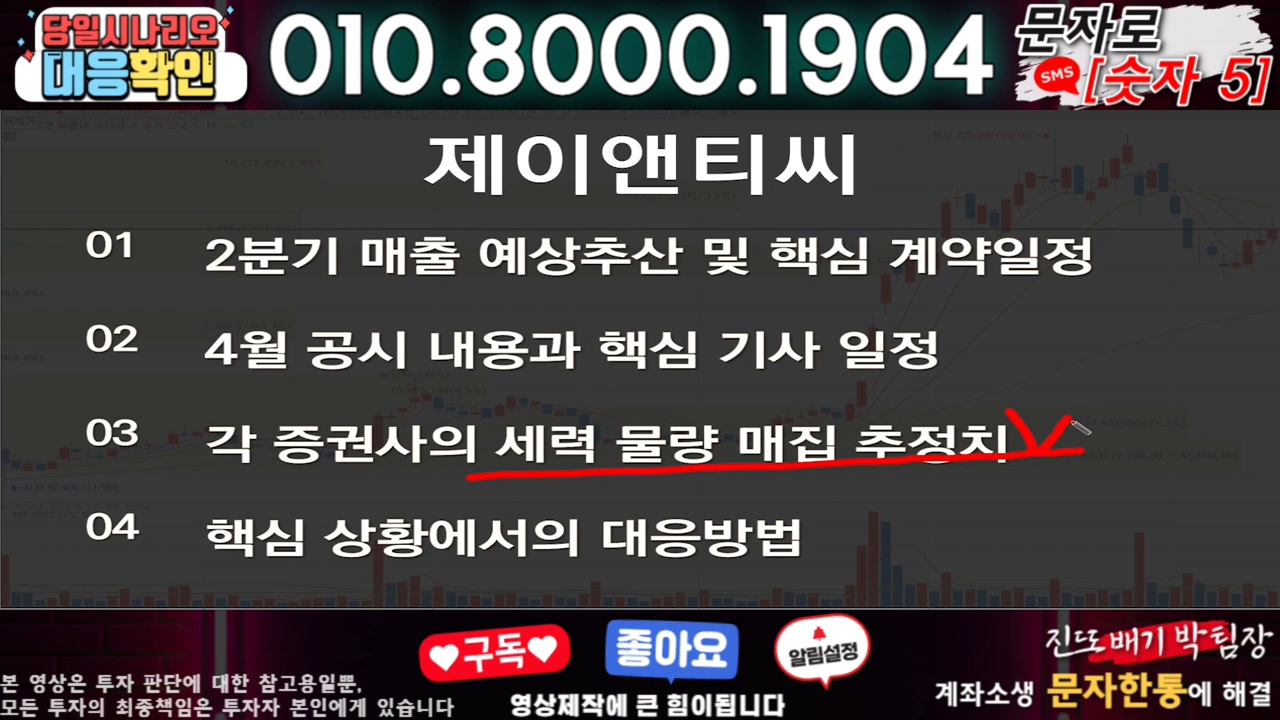 당일시나리오
대응확인
010.8000.1904
문자로
SMS
[숫자 5]
제이앤티씨
01 2분기 매출 예상추산 및 핵심 계약일정
02 4월 공시 내용과 핵심 기사 일정
03 각 증권사의 세력 물량 매집 추정치
04 핵심 상황에서의 대응방법
구독
좋아요
알림설정
영상제작에 큰 힘이됩니다
본 영상은 투자 판단에 대한 참고용일뿐,
모든 투자의 최종책임은 투자자 본인에게 있습니다
진또배기 박팀장
계좌소생 문자한통에 해결